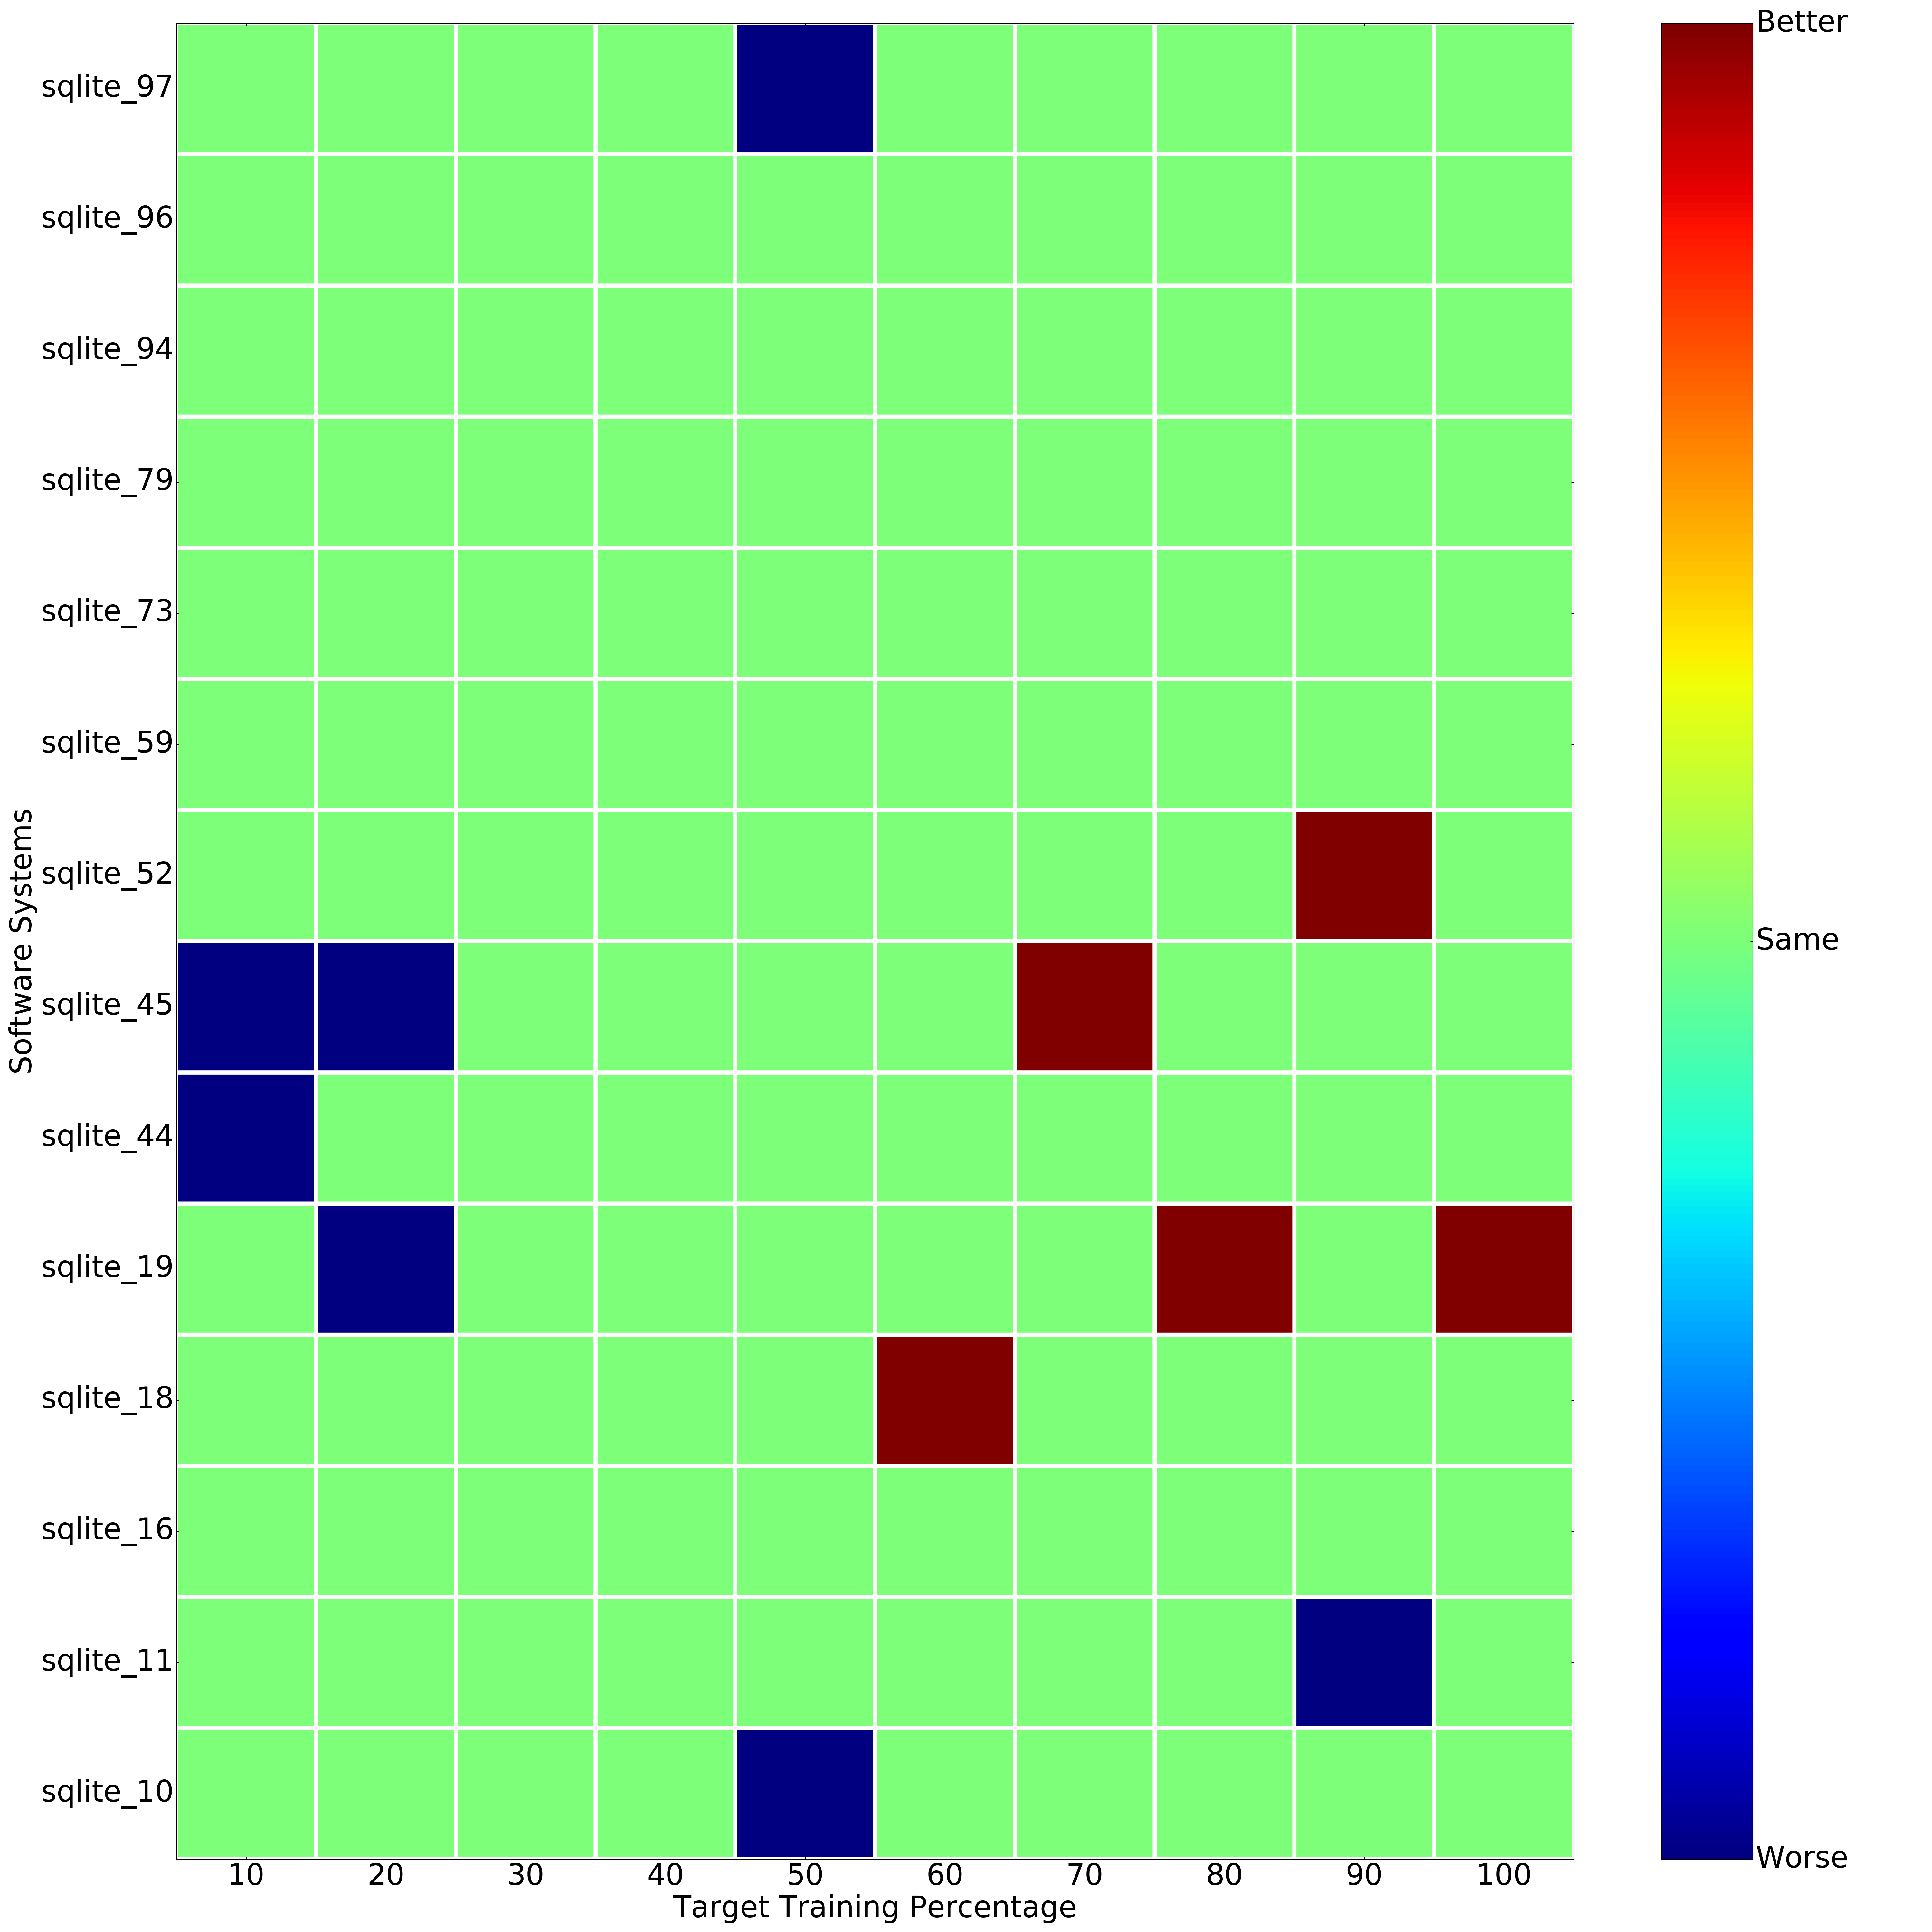 Software Systems
sqlite_97
sqlite_96
sqlite_94
sqlite_79
sqlite_73
sqlite_59
sqlite_52
sqlite_45
sqlite_44
sqlite_19
sqlite_18
sqlite_16
sqlite_11
sqlite_10
10 20 30 40 50 60 70 80 90 100
Target Training Percentage
Better
Same
Worse